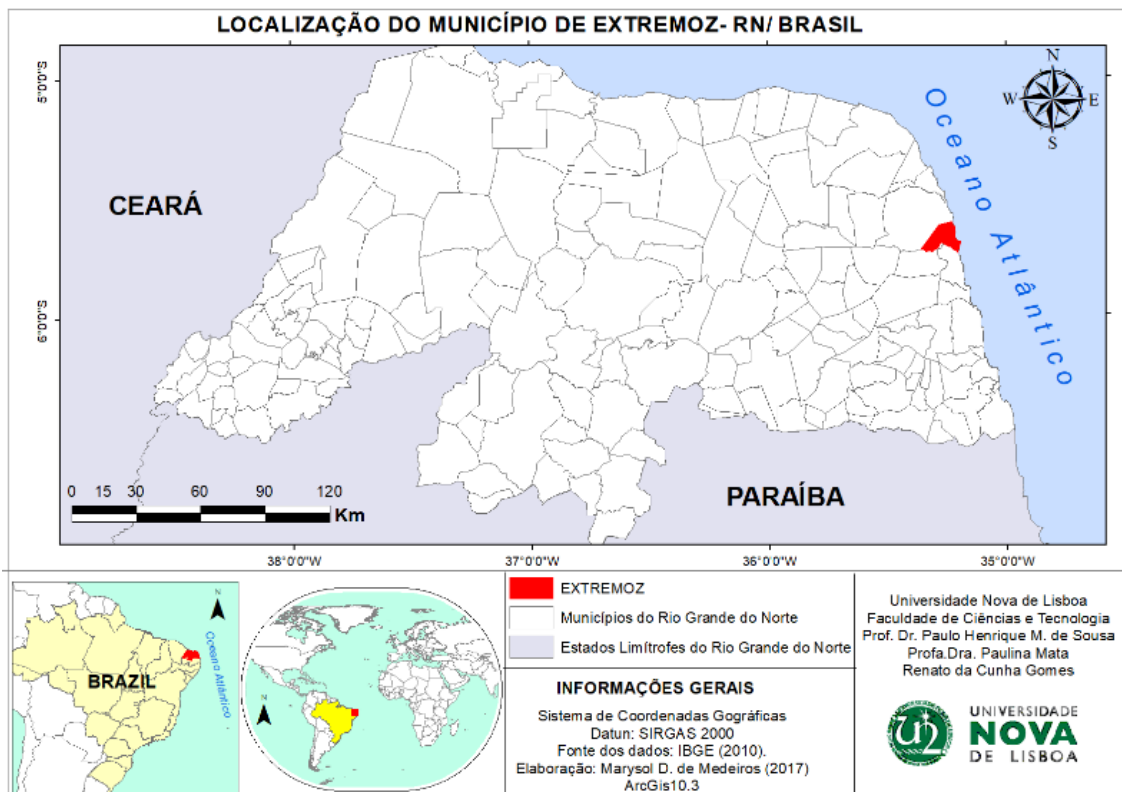 LOCALIZAÇÃO DO MUNICÍPIO DE EXTREMOZ- RN/ BRASIL
5°0'0"S
6°0'0"S
N
W
E
S
Oceano Atlântico
CEARÁ
PARAÍBA
0 15 30 60 90 120
Km
38°0'0"W
37°0'0"W
36°0'0"W
35°0'0"W
N
Oceano Atlântico
BRAZIL
N
EXTREMOZ
Municípios do Rio Grande do Norte
Estados Limítrofes do Rio Grande do Norte
INFORMAÇÕES GERAIS
Sistema de Coordenadas Gográficas
Datun: SIRGAS 2000
Fonte dos dados: IBGE (2010).
Elaboração: Marysol D. de Medeiros (2017)
ArcGis10.3
Universidade Nova de Lisboa
Faculdade de Ciências e Tecnologia
Prof. Dr. Paulo Henrique M. de Sousa
Profa.Dra. Paulina Mata
Renato da Cunha Gomes
UNIVERSIDADE
NOVA
DE LISBOA